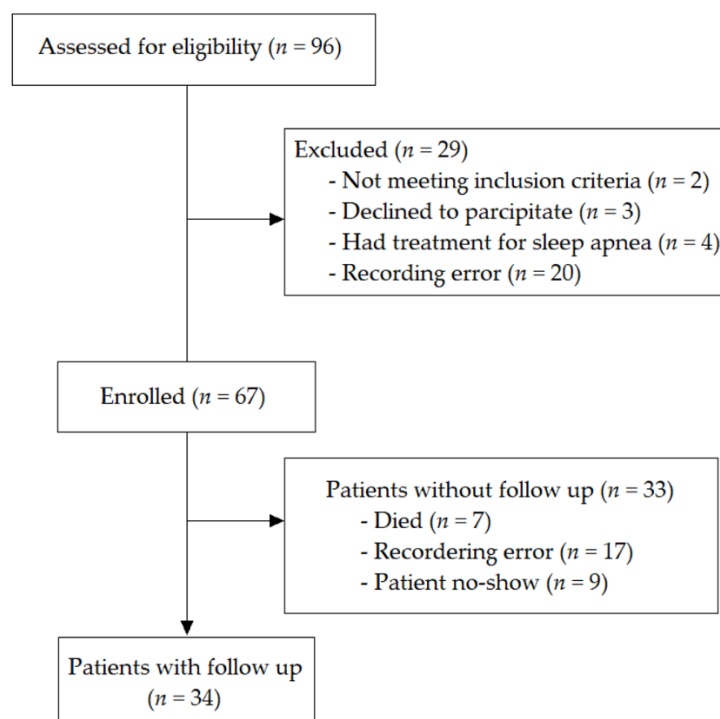 Assessed for eligibility (n = 96)
Excluded (n = 29)
- Not meeting inclusion criteria (n = 2)
- Declined to parcipitate (n = 3)
- Had treatment for sleep apnea (n = 4)
- Recording error (n = 20)
Enrolled (n = 67)
Patients without follow up (n = 33)
- Died (n = 7)
- Recordering error (n = 17)
- Patient no-show (n = 9)
Patients with follow up
(n = 34)